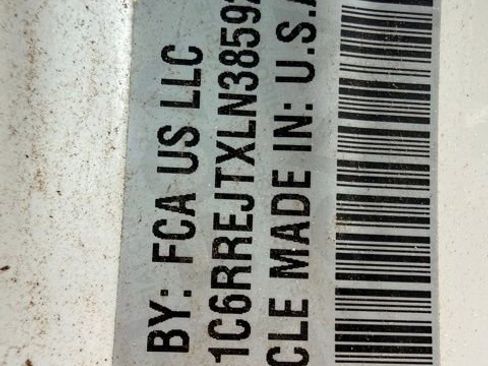 BY: FCA US LLC
1C6RREJTXLN3859
CLE MADE IN: U.S.A